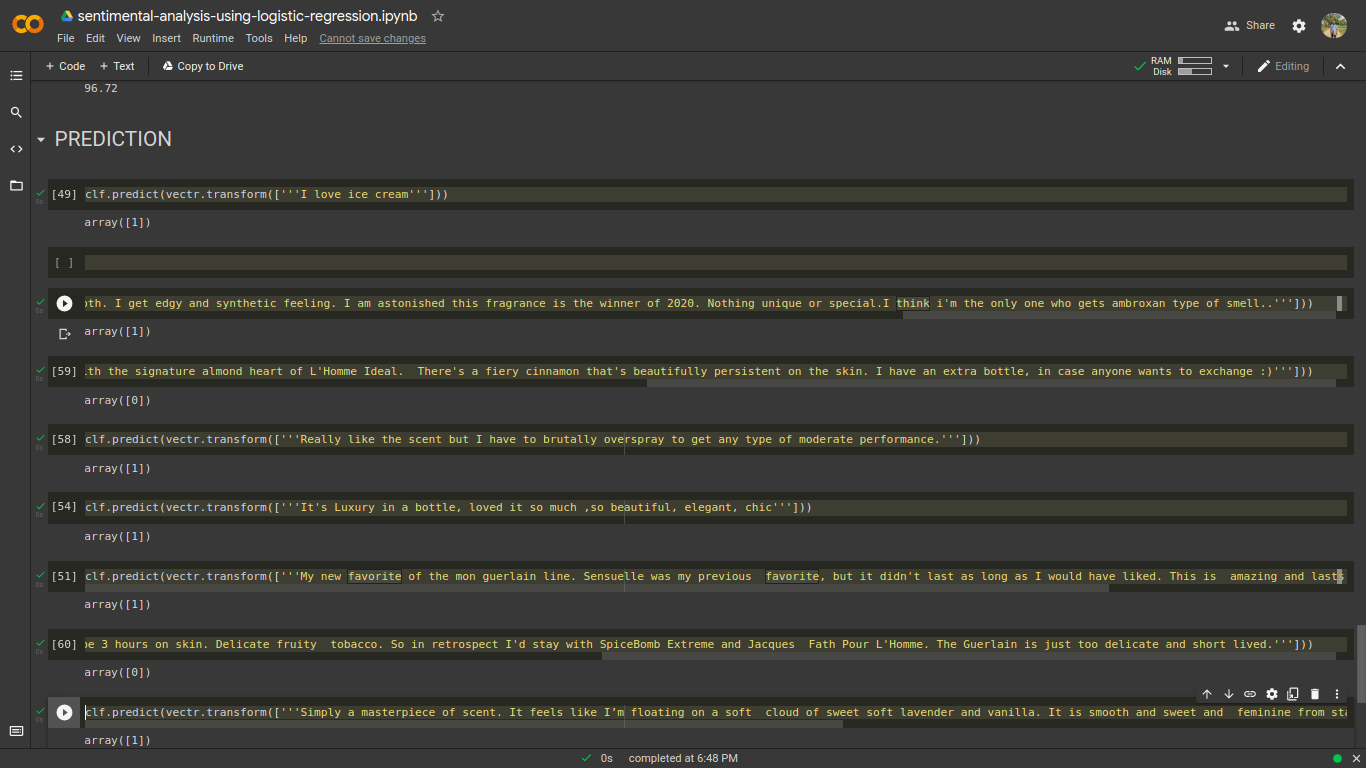 sentimental-analysis-using-logistic-regression.ipynb
File Edit View Insert Runtime Tools Help Cannot save changes
Share
+ Code + Text Copy to Drive
RAM
Disk
Editing
96.72
PREDICTION
[49] clf.predict(vectr.transform(['''I love ice cream''']))
0s
array([1])
[ ]
oth. I get edgy and synthetic feeling. I am astonished this fragrance is the winner of 2020. Nothing unique or special.I think i'm the only one who gets ambroxan type of smell..''']))
0s
array([1])
[59] ith the signature almond heart of L'Homme Ideal.  There's a fiery cinnamon that's beautifully persistent on the skin. I have an extra bottle, in case anyone wants to exchange :)''']))
0s
array([0])
[58] clf.predict(vectr.transform(['''Really like the scent but I have to brutally overspray to get any type of moderate performance.''']))
0s
array([1])
[54] clf.predict(vectr.transform(['''It's Luxury in a bottle, loved it so much ,so beautiful, elegant, chic''']))
0s
array([1])
[51] clf.predict(vectr.transform(['''My new favorite of the mon guerlain line. Sensuelle was my previous  favorite, but it didn't last as long as I would have liked. This is  amazing and lasts
0s
array([1])
[60] be 3 hours on skin. Delicate fruity  tobacco. So in retrospect I'd stay with SpiceBomb Extreme and Jacques  Fath Pour L'Homme. The Guerlain is just too delicate and short lived.''']))
0s
array([0])
clf.predict(vectr.transform(['''Simply a masterpiece of scent. It feels like I’m floating on a soft  cloud of sweet soft lavender and vanilla. It is smooth and sweet and  feminine from sta
0s
array([1])
0s completed at 6:48 PM